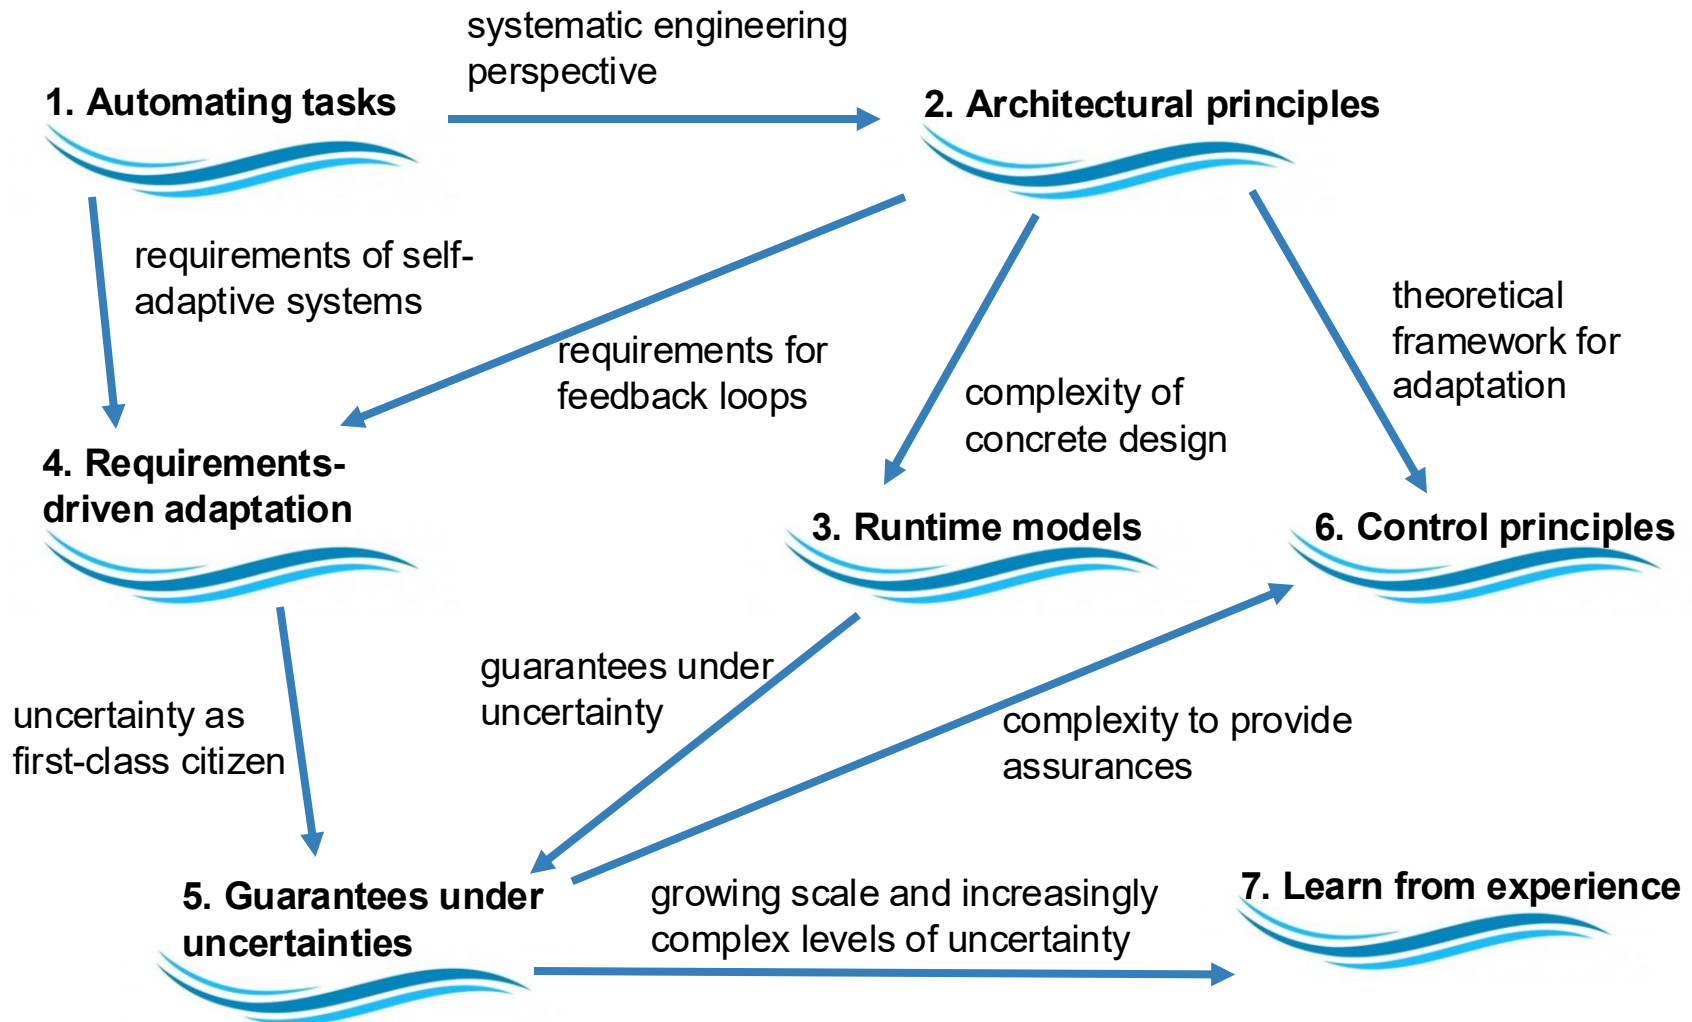 systematic engineering
perspective
1. Automating tasks
2. Architectural principles
requirements of self-
adaptive systems
requirements for
feedback loops
complexity of
concrete design
theoretical
framework for
adaptation
4. Requirements-
driven adaptation
3. Runtime models
6. Control principles
guarantees under
uncertainty
uncertainty as
first-class citizen
complexity to provide
assurances
5. Guarantees under
uncertainties
growing scale and increasingly
complex levels of uncertainty
7. Learn from experience